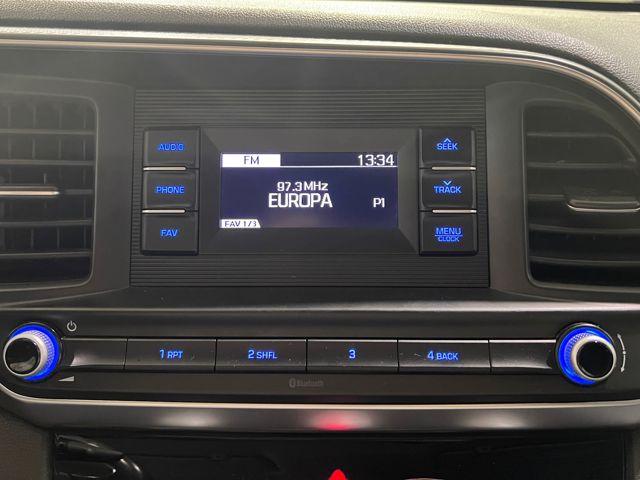 AUDIO
PHONE
FAV
FM 13:34
97.3MHz
EUROPA P1
FAV 1/3
SEEK
TRACK
MENU
CLOCK
1 RPT 2 SHFL 3 4 BACK
Bluetooth